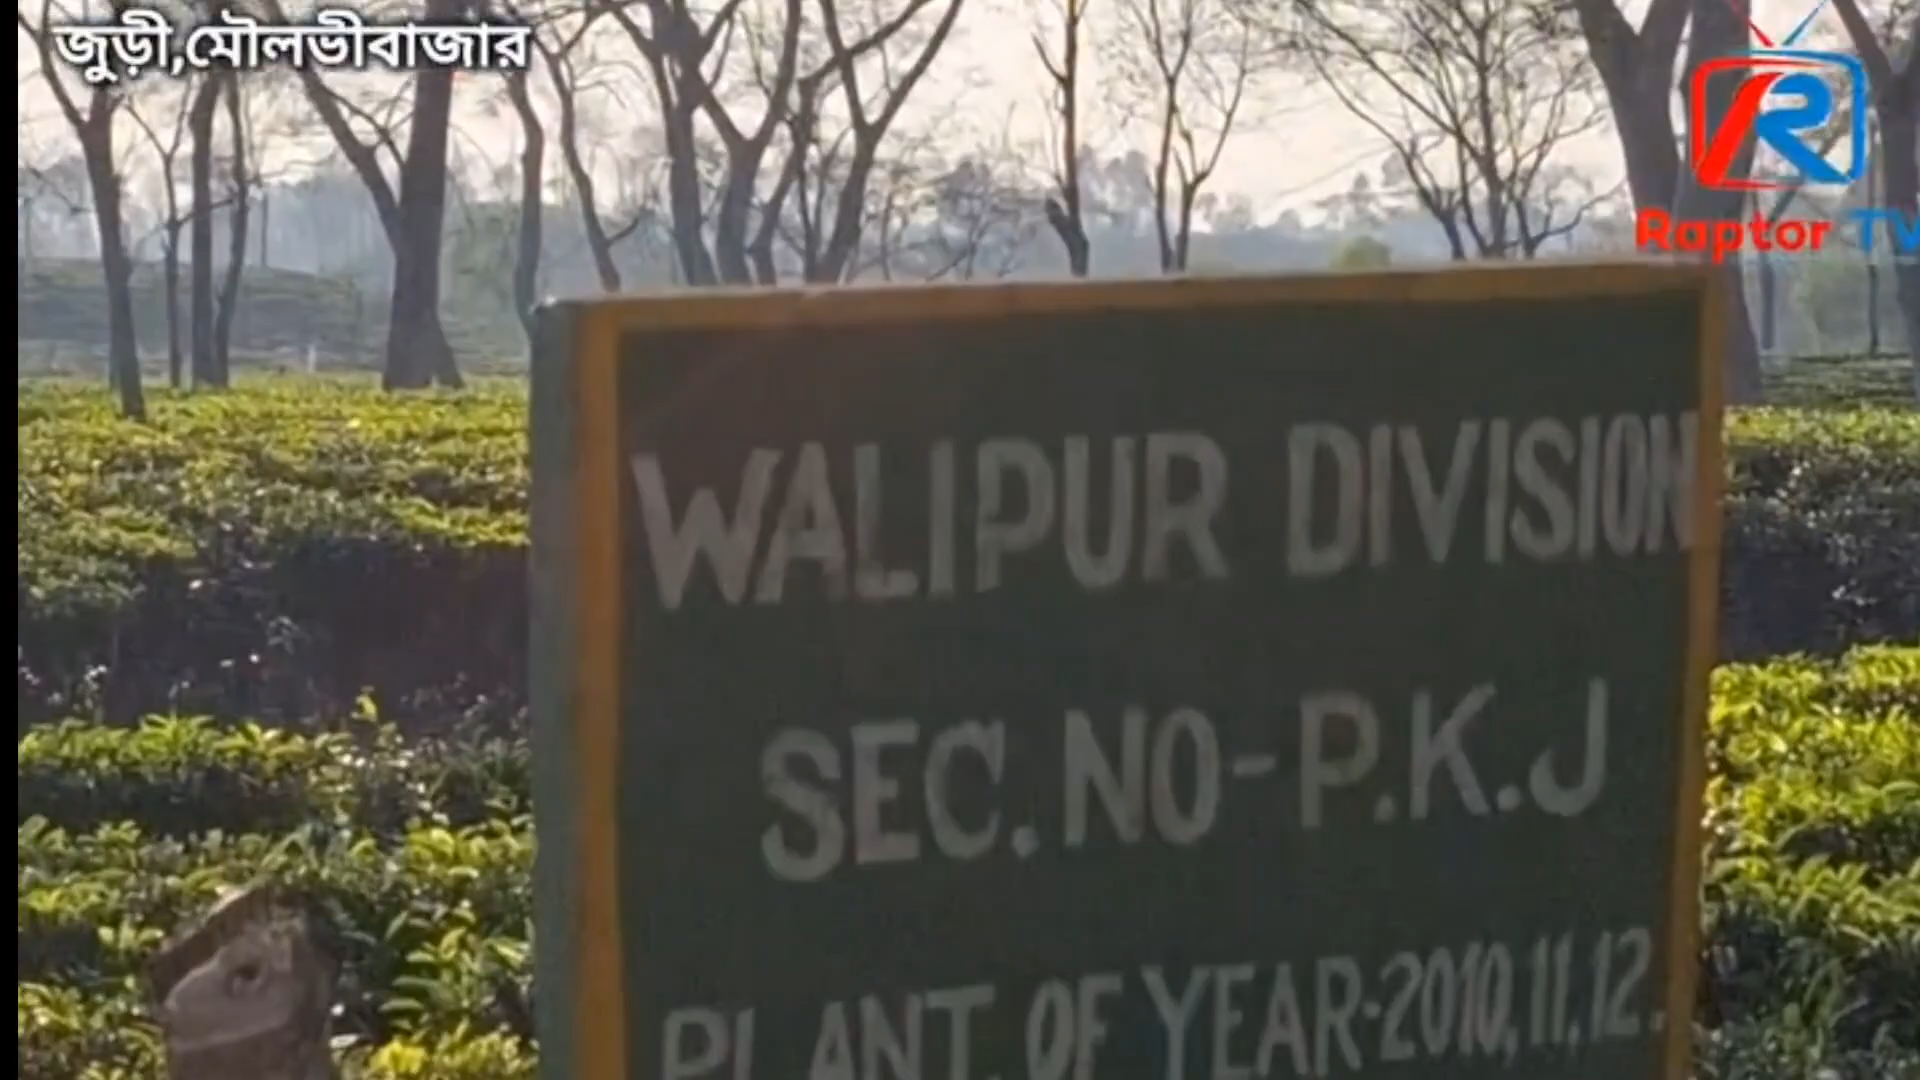 জুড়ী,মৌলভীবাজার
Raptor TV
WALIPUR DIVISION
SEC. NO-P.K.J
PLANT. OF YEAR-2010,11,12.